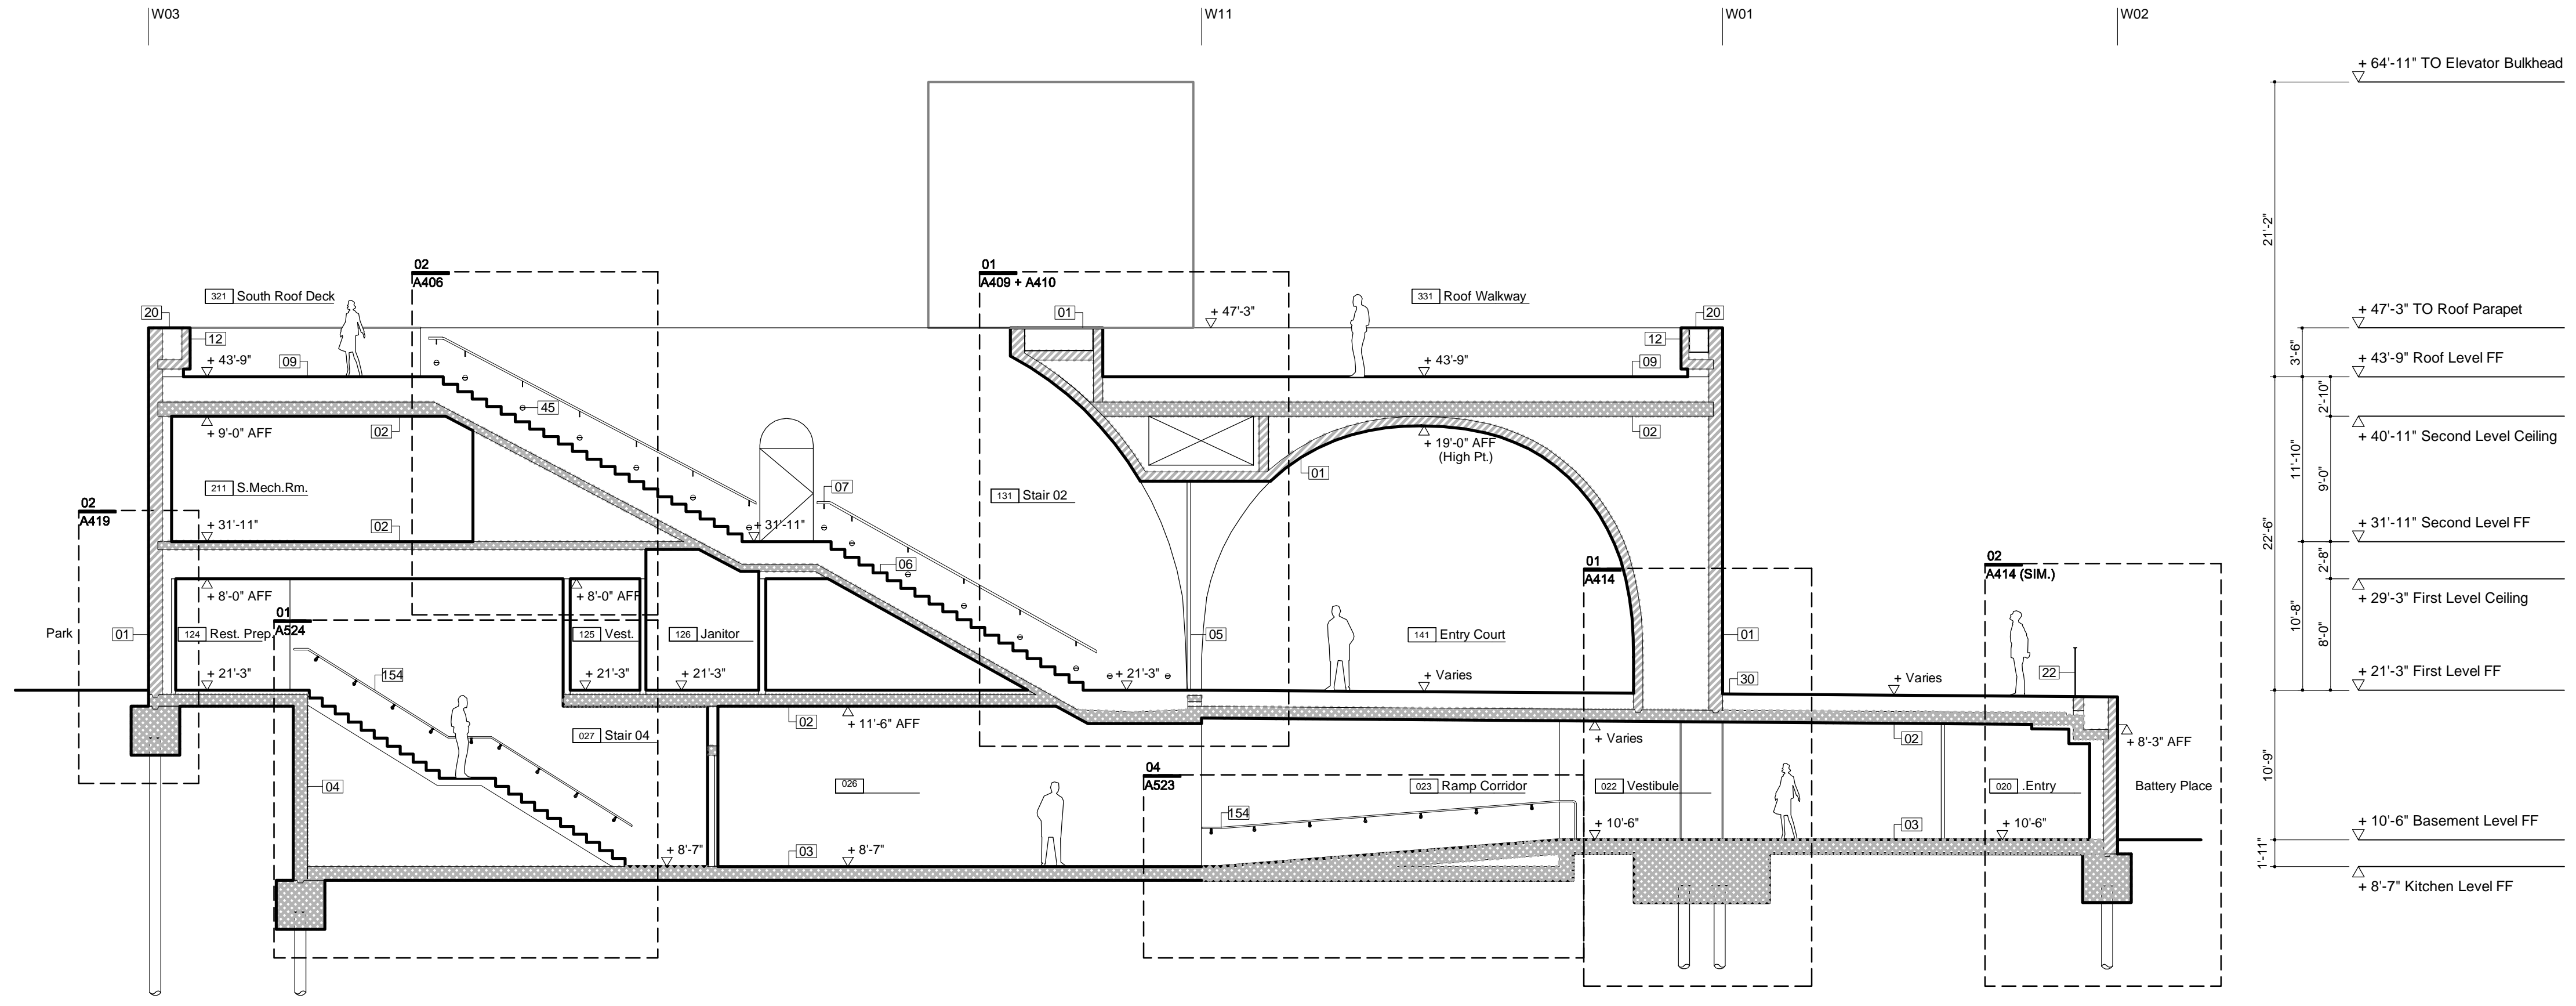 W03
W11
W01
W02
+ 64'-11" TO Elevator Bulkhead
21'-2"
02
A406
01
A409 + A410
321 South Roof Deck
331 Roof Walkway
20
12
01
+ 47'-3"
20
12
+ 47'-3" TO Roof Parapet
3'-6"
+ 43'-9"
09
+ 43'-9"
09
+ 43'-9" Roof Level FF
45
2'-10"
+ 9'-0" AFF
02
+ 19'-0" AFF
(High Pt.)
02
+ 40'-11" Second Level Ceiling
01
11'-10"
9'-0"
211 S.Mech.Rm.
07
131 Stair 02
02
A419
+ 31'-11"
02
+ 31'-11"
+ 31'-11" Second Level FF
22'-6"
06
01
A414
02
A414 (SIM.)
2'-8"
+ 8'-0" AFF
+ 8'-0" AFF
+ 29'-3" First Level Ceiling
01
A524
10'-8"
8'-0"
Park
01
124 Rest. Prep.
125 Vest.
126 Janitor
05
141 Entry Court
01
+ 21'-3"
154
+ 21'-3"
+ 21'-3"
+ 21'-3"
+ Varies
30
+ Varies
22
+ 21'-3" First Level FF
02
+ 11'-6" AFF
027 Stair 04
+ Varies
02
+ 8'-3" AFF
10'-9"
04
A523
04
026
023 Ramp Corridor
022 Vestibule
020 .Entry
Battery Place
154
+ 10'-6"
03
+ 10'-6"
+ 10'-6" Basement Level FF
+ 8'-7"
03
+ 8'-7"
1'-11"
+ 8'-7" Kitchen Level FF